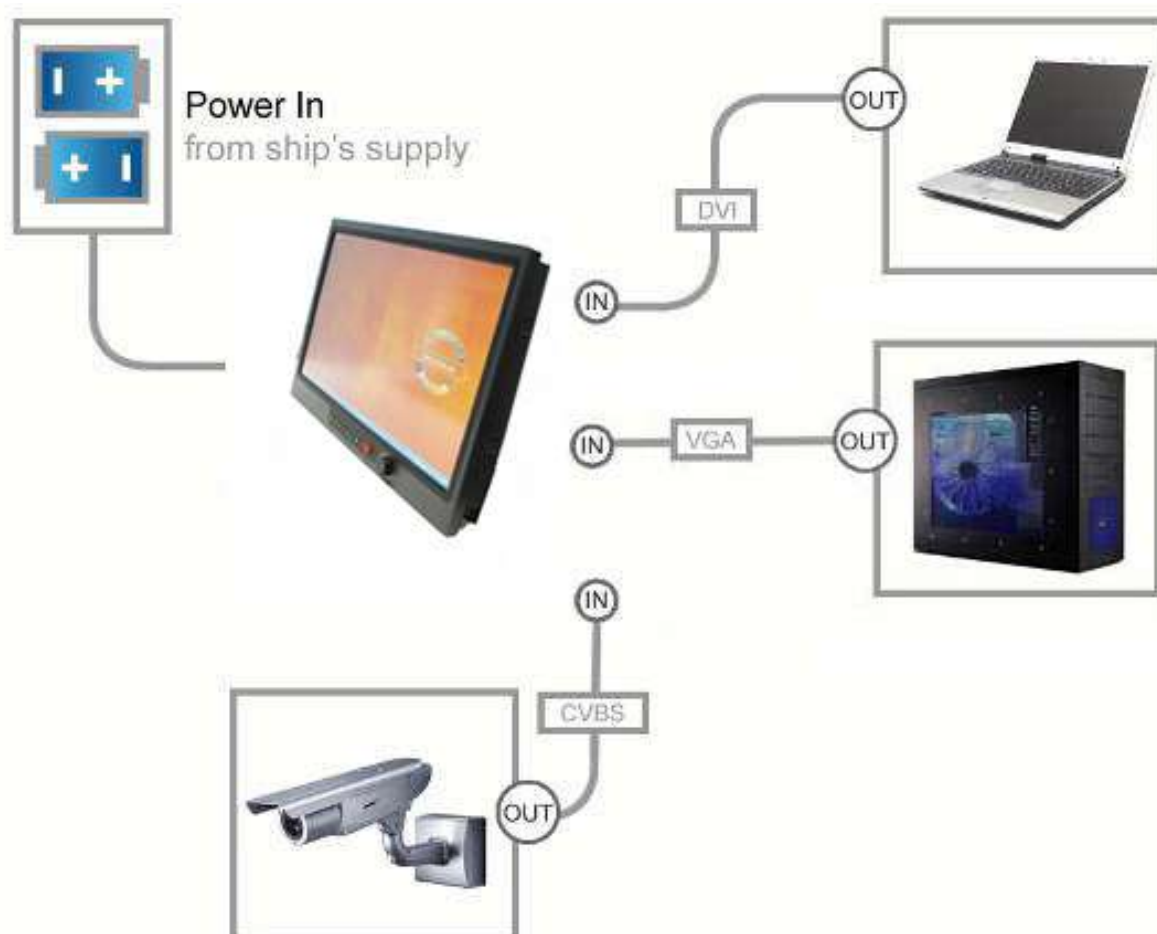 Power In
from ship's supply
OUT
DVI
IN
IN
VGA
OUT
IN
CVBS
OUT